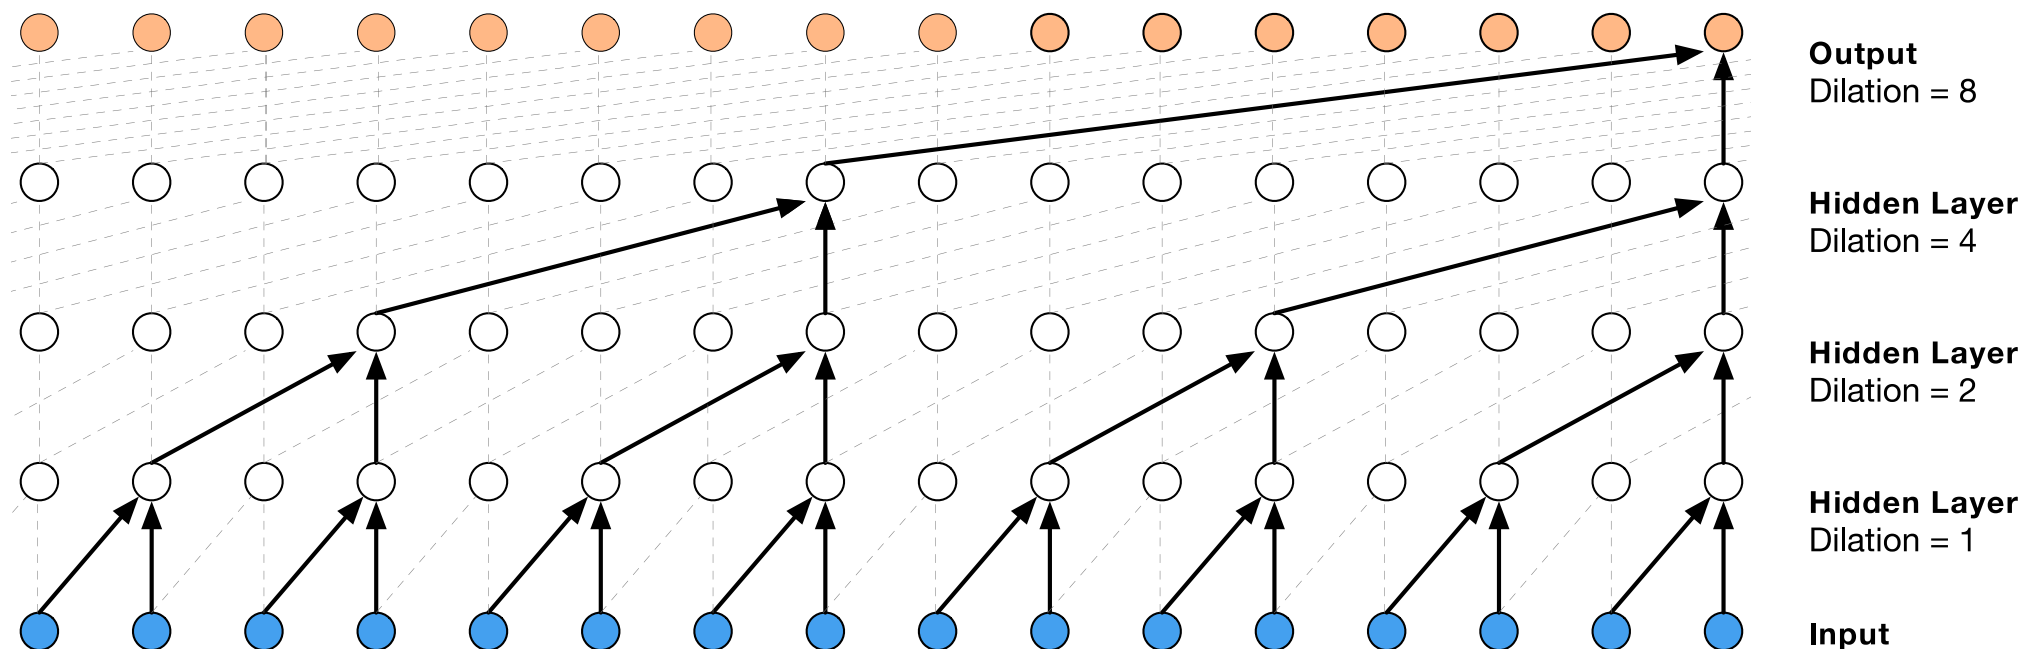 Output
Dilation = 8
Hidden Layer
Dilation = 4
Hidden Layer
Dilation = 2
Hidden Layer
Dilation = 1
Input